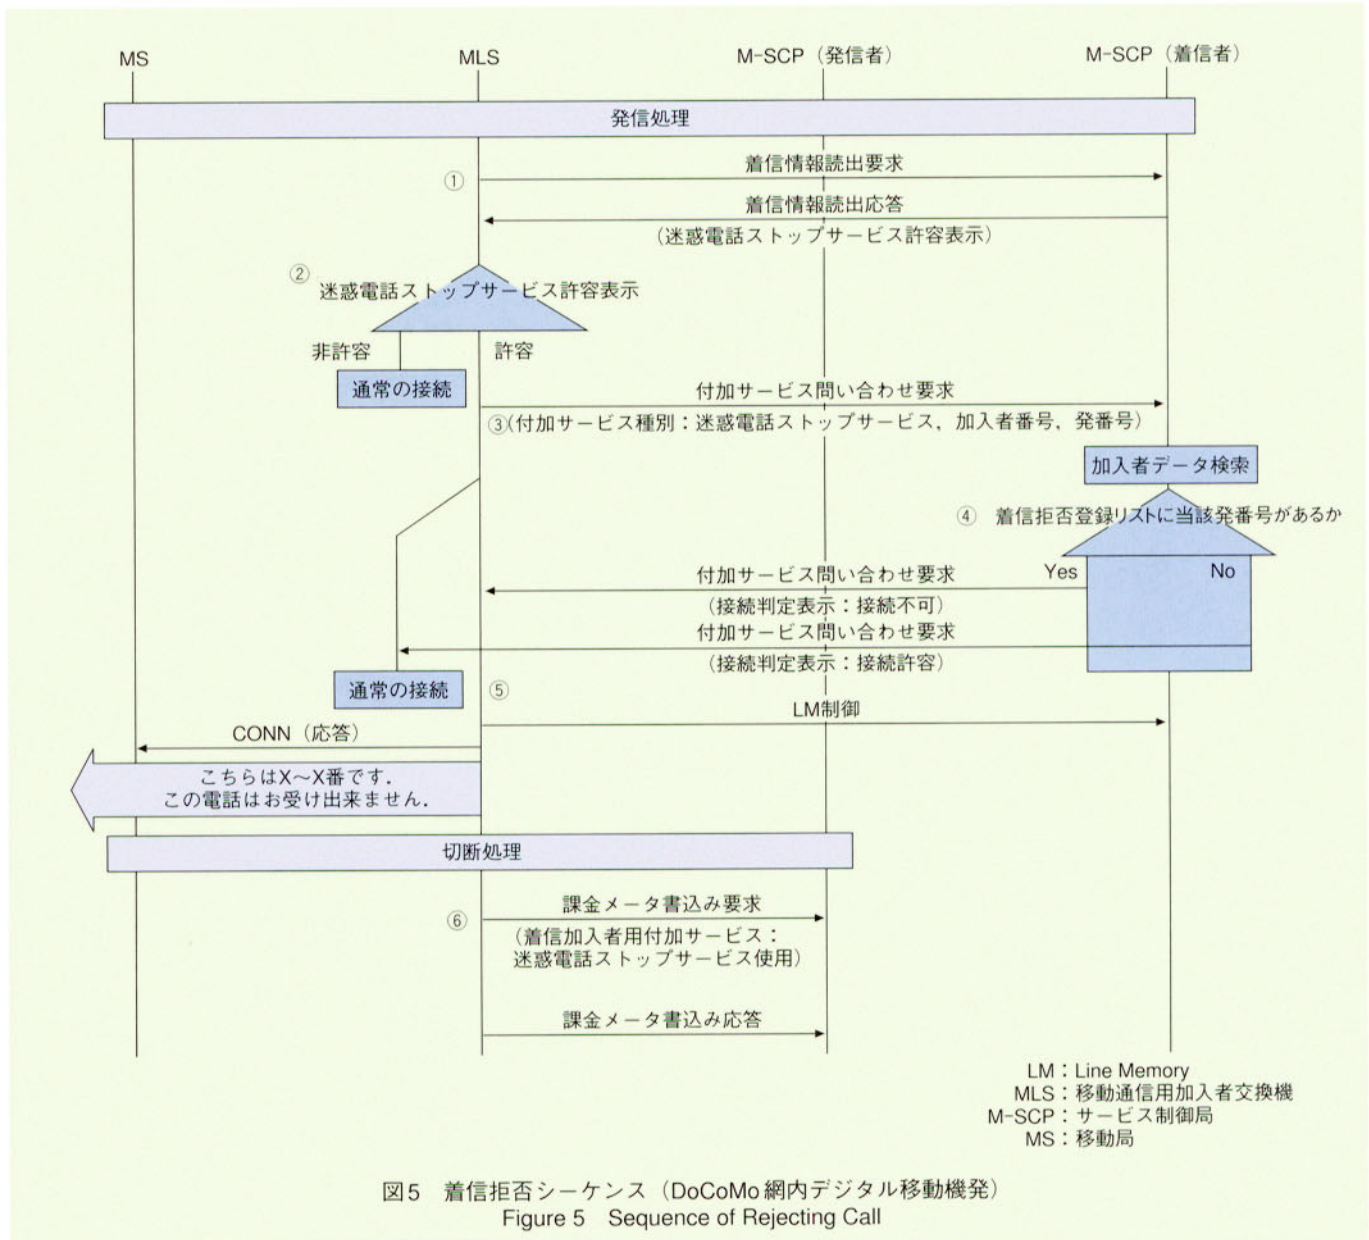 MS
MLS
M-SCP（発信者）
M-SCP（着信者）
発信処理
①
着信情報読出要求
着信情報読出応答
（迷惑電話ストップサービス許容表示）
②
迷惑電話ストップサービス許容表示
非許容
許容
通常の接続
付加サービス問い合わせ要求
③（付加サービス種別：迷惑電話ストップサービス，加入者番号，発番号）
加入者データ検索
④ 着信拒否登録リストに当該発番号があるか
Yes
No
付加サービス問い合わせ要求
（接続判定表示：接続不可）
付加サービス問い合わせ要求
（接続判定表示：接続許容）
通常の接続
⑤
LM制御
CONN（応答）
こちらはX～X番です．
この電話はお受け出来ません．
切断処理
⑥
課金メータ書込み要求
（着信加入者用付加サービス：
迷惑電話ストップサービス使用）
課金メータ書込み応答
LM：Line Memory
MLS：移動通信用加入者交換機
M-SCP：サービス制御局
MS：移動局
図5 着信拒否シーケンス（DoCoMo網内デジタル移動機発）
Figure 5 Sequence of Rejecting Call